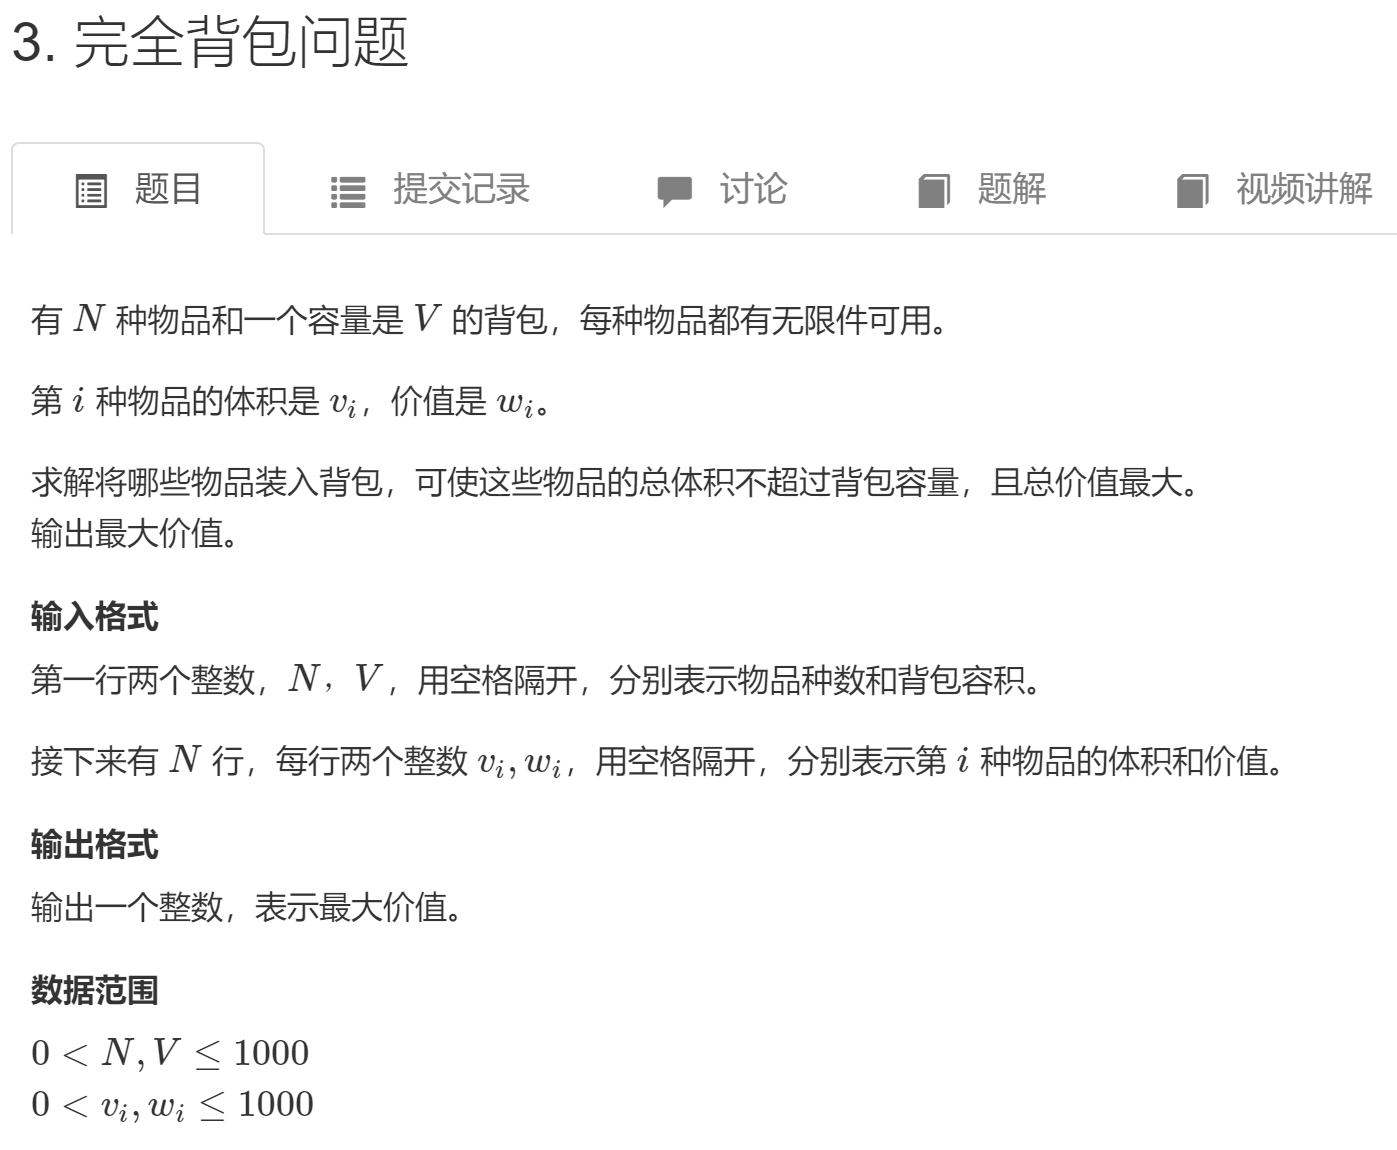 3. 完全背包问题
题目 提交记录 讨论 题解 视频讲解
有 N 种物品和一个容量是 V 的背包，每种物品都有无限件可用。
第 i 种物品的体积是 vᵢ，价值是 wᵢ。
求解将哪些物品装入背包，可使这些物品的总体积不超过背包容量，且总价值最大。
输出最大价值。
输入格式
第一行两个整数，N，V，用空格隔开，分别表示物品种数和背包容积。
接下来有 N 行，每行两个整数 vᵢ, wᵢ，用空格隔开，分别表示第 i 种物品的体积和价值。
输出格式
输出一个整数，表示最大价值。
数据范围
0 < N, V ≤ 1000
0 < vᵢ, wᵢ ≤ 1000